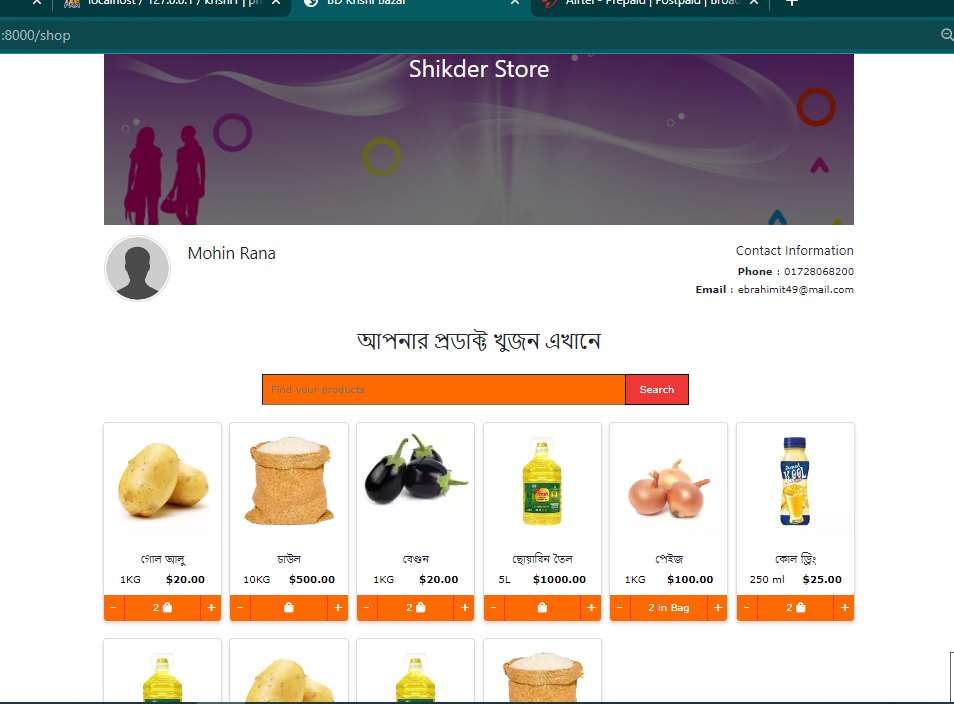 localhost / 127.0.0.1 / krishi1 | ph
BD Krishi Bazar
Airtel - Prepaid | Postpaid | Broad
:8000/shop
Shikder Store
Mohin Rana
Contact Information
Phone : 01728068200
Email : ebrahimit49@mail.com
আপনার প্রডাক্ট খুজন এখানে
Find your products
Search
গোল আলু
1KG $20.00
- 2 +
চাউল
10KG $500.00
- +
বেগুন
1KG $20.00
- 2 +
ছোয়াবিন তৈল
5L $1000.00
- +
পেইজ
1KG $100.00
- 2 in Bag +
কোল ড্রিং
250 ml $25.00
- 2 +